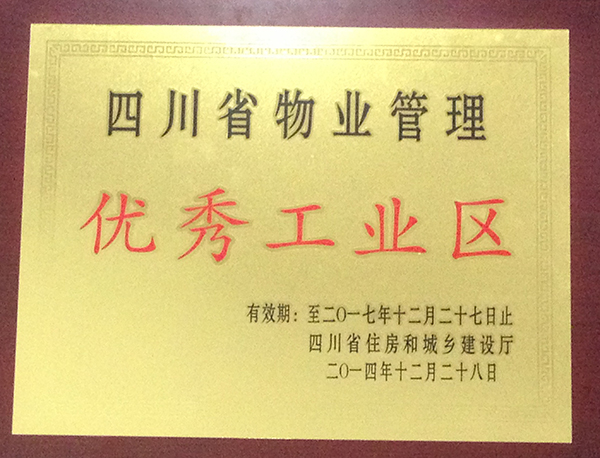 四川省物业管理
优秀工业区
有效期：至二〇一七年十二月二十七日止
四川省住房和城乡建设厅
二〇一四年十二月二十八日